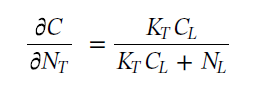 ∂C/∂N_T = K_T C_L / (K_T C_L + N_L)